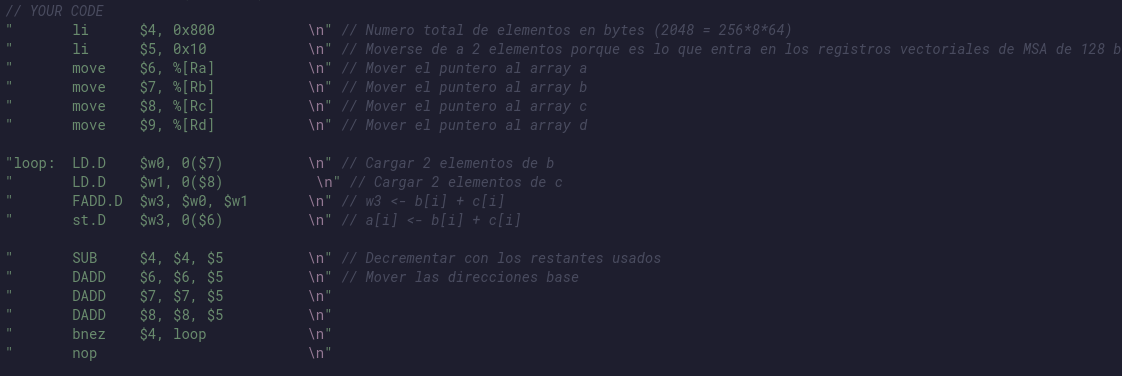 // YOUR CODE
"       li      $4, 0x800           \n" // Numero total de elementos en bytes (2048 = 256*8*64)
"       li      $5, 0x10            \n" // Moverse de a 2 elementos porque es lo que entra en los registros vectoriales de MSA de 128 b
"       move    $6, %[Ra]           \n" // Mover el puntero al array a
"       move    $7, %[Rb]           \n" // Mover el puntero al array b
"       move    $8, %[Rc]           \n" // Mover el puntero al array c
"       move    $9, %[Rd]           \n" // Mover el puntero al array d
"loop:  LD.D    $w0, 0($7)          \n" // Cargar 2 elementos de b
"       LD.D    $w1, 0($8)           \n" // Cargar 2 elementos de c
"       FADD.D  $w3, $w0, $w1       \n" // w3 <- b[i] + c[i]
"       st.D    $w3, 0($6)          \n" // a[i] <- b[i] + c[i]
"       SUB     $4, $4, $5          \n" // Decrementar con los restantes usados
"       DADD    $6, $6, $5          \n" // Mover las direcciones base
"       DADD    $7, $7, $5          \n"
"       DADD    $8, $8, $5          \n"
"       bnez    $4, loop            \n"
"       nop                         \n"